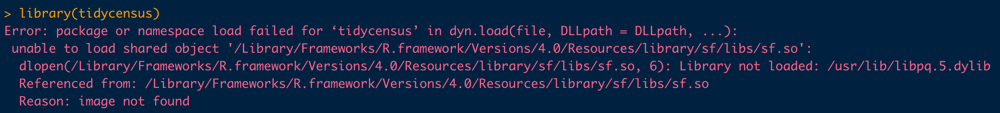 > library(tidycensus)
Error: package or namespace load failed for ‘tidycensus’ in dyn.load(file, DLLpath = DLLpath, ...):
 unable to load shared object '/Library/Frameworks/R.framework/Versions/4.0/Resources/library/sf/libs/sf.so':
  dlopen(/Library/Frameworks/R.framework/Versions/4.0/Resources/library/sf/libs/sf.so, 6): Library not loaded: /usr/lib/libpq.5.dylib
  Referenced from: /Library/Frameworks/R.framework/Versions/4.0/Resources/library/sf/libs/sf.so
  Reason: image not found